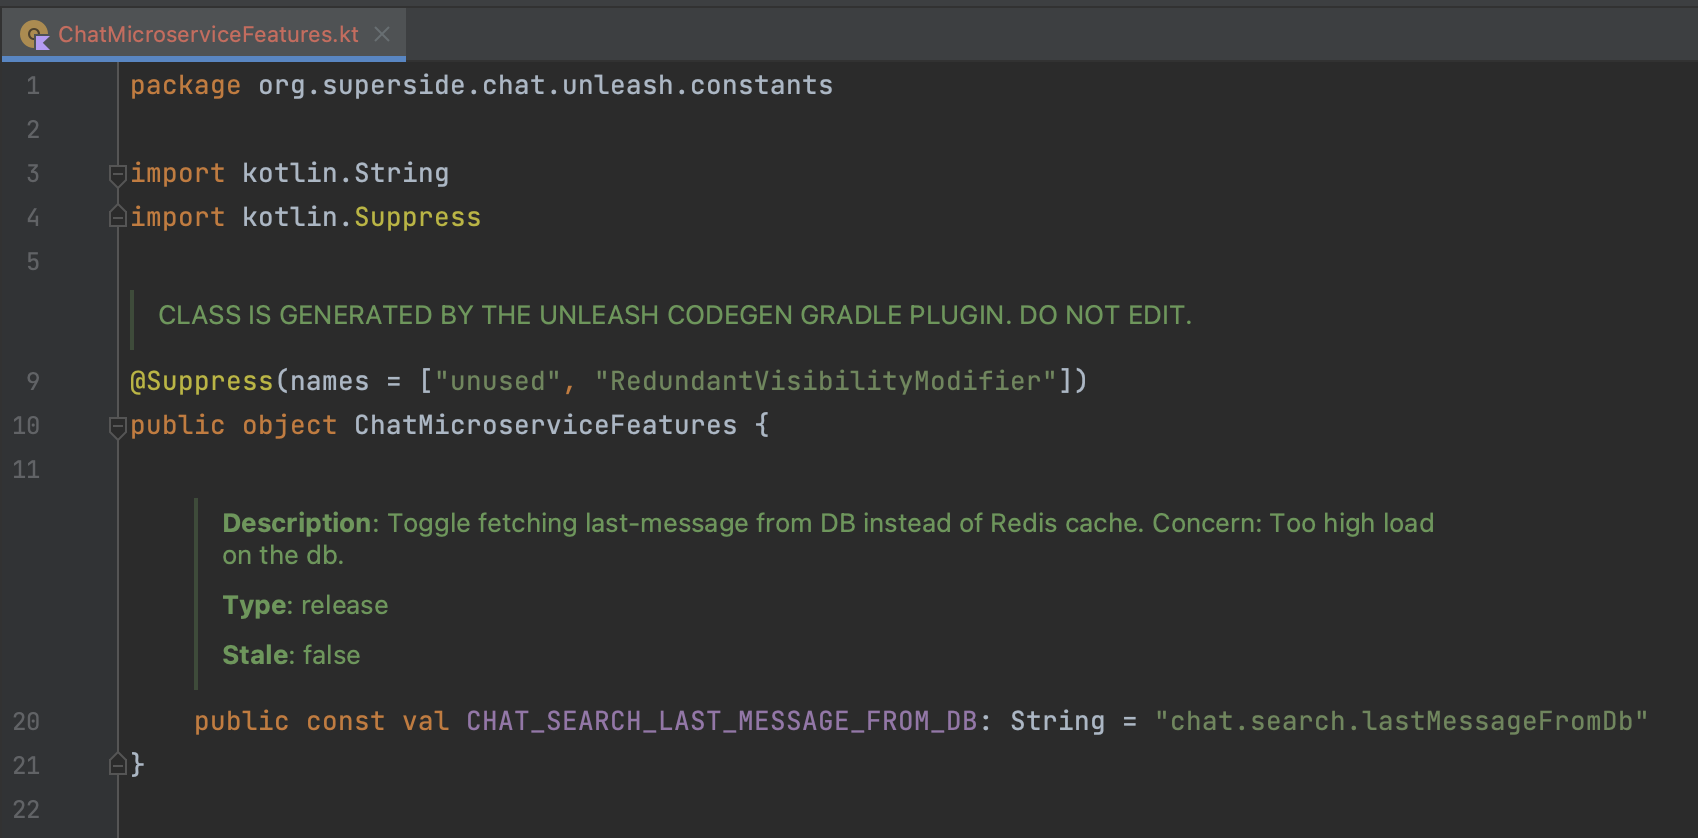 ChatMicroserviceFeatures.kt
1 package org.superside.chat.unleash.constants
2
3 import kotlin.String
4 import kotlin.Suppress
5
CLASS IS GENERATED BY THE UNLEASH CODEGEN GRADLE PLUGIN. DO NOT EDIT.
9 @Suppress(names = ["unused", "RedundantVisibilityModifier"])
10 public object ChatMicroserviceFeatures {
11
Description: Toggle fetching last-message from DB instead of Redis cache. Concern: Too high load
on the db.
Type: release
Stale: false
20 public const val CHAT_SEARCH_LAST_MESSAGE_FROM_DB: String = "chat.search.lastMessageFromDb"
21 }
22